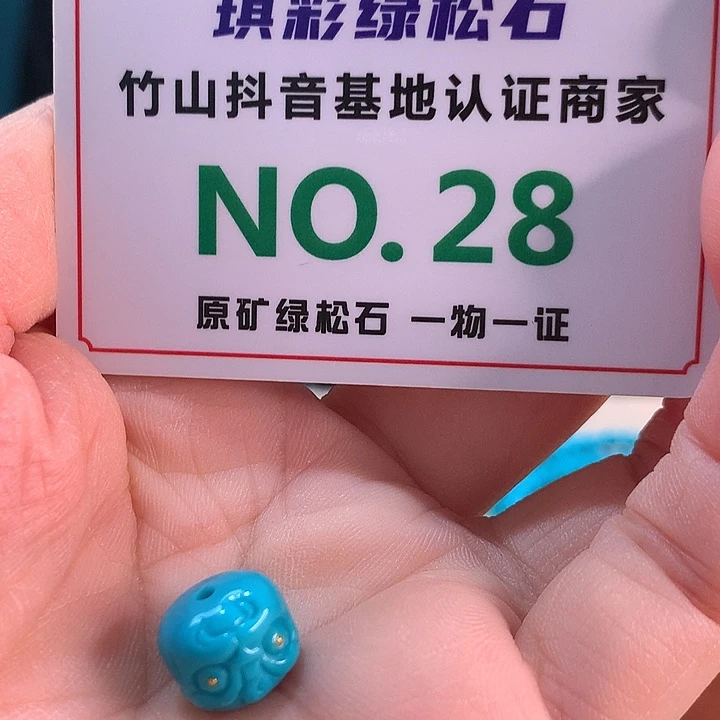 琪彩绿松石
竹山抖音基地认证商家
NO.28
原矿绿松石 一物一证